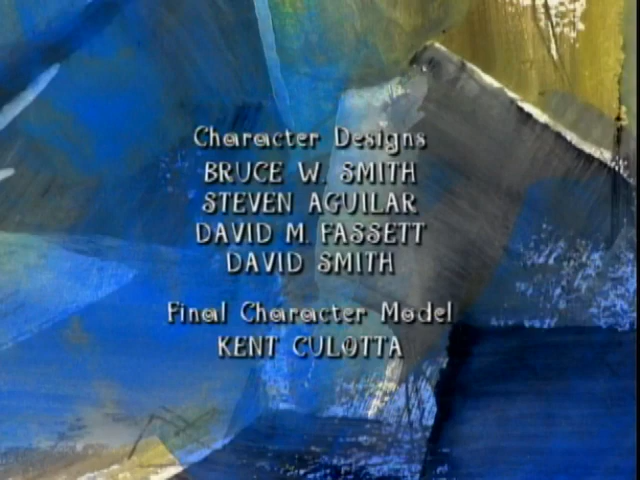 Character Designs
BRUCE W. SMITH
STEVEN AGUILAR
DAVID M. FASSETT
DAVID SMITH
Final Character Model
KENT CULOTTA